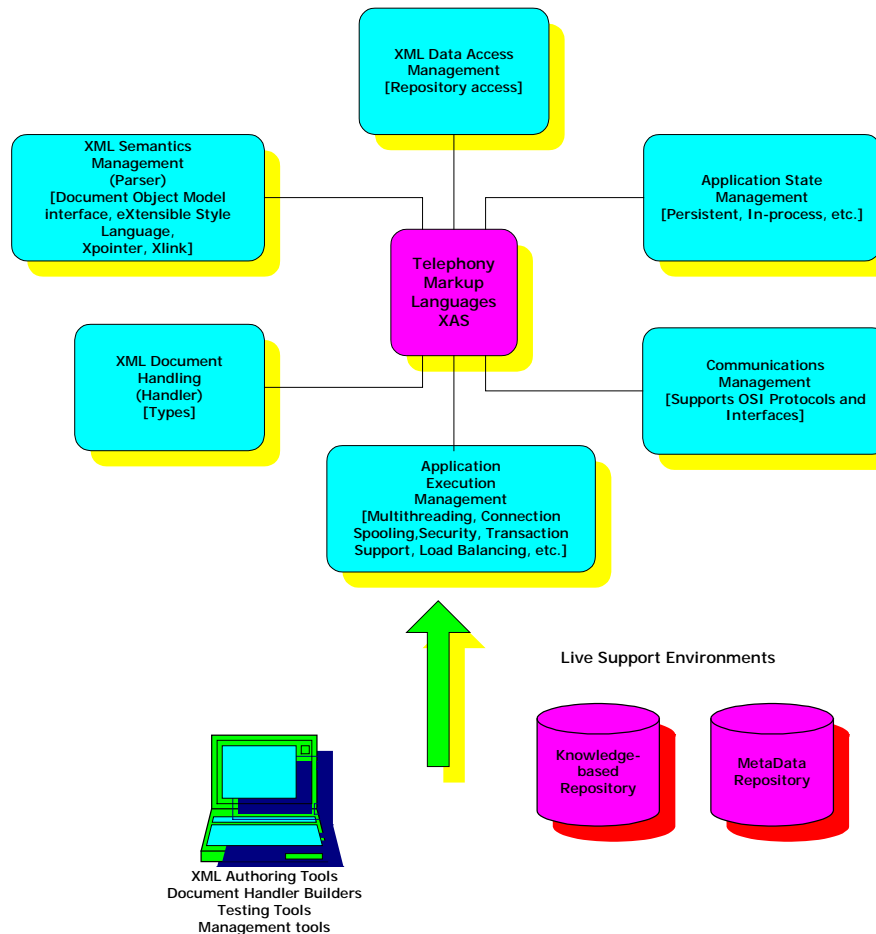 XML Data Access
Management
[Repository access]
XML Semantics
Management
(Parser)
[Document Object Model
interface, eXtensible Style
Language,
Xpointer, Xlink]
Application State
Management
[Persistent, In-process, etc.]
Telephony
Markup
Languages
XAS
XML Document
Handling
(Handler)
[Types]
Communications
Management
[Supports OSI Protocols and
Interfaces]
Application
Execution
Management
[Multithreading, Connection
Spooling,Security, Transaction
Support, Load Balancing, etc.]
Live Support Environments
Knowledge-
based
Repository
MetaData
Repository
XML Authoring Tools
Document Handler Builders
Testing Tools
Management tools